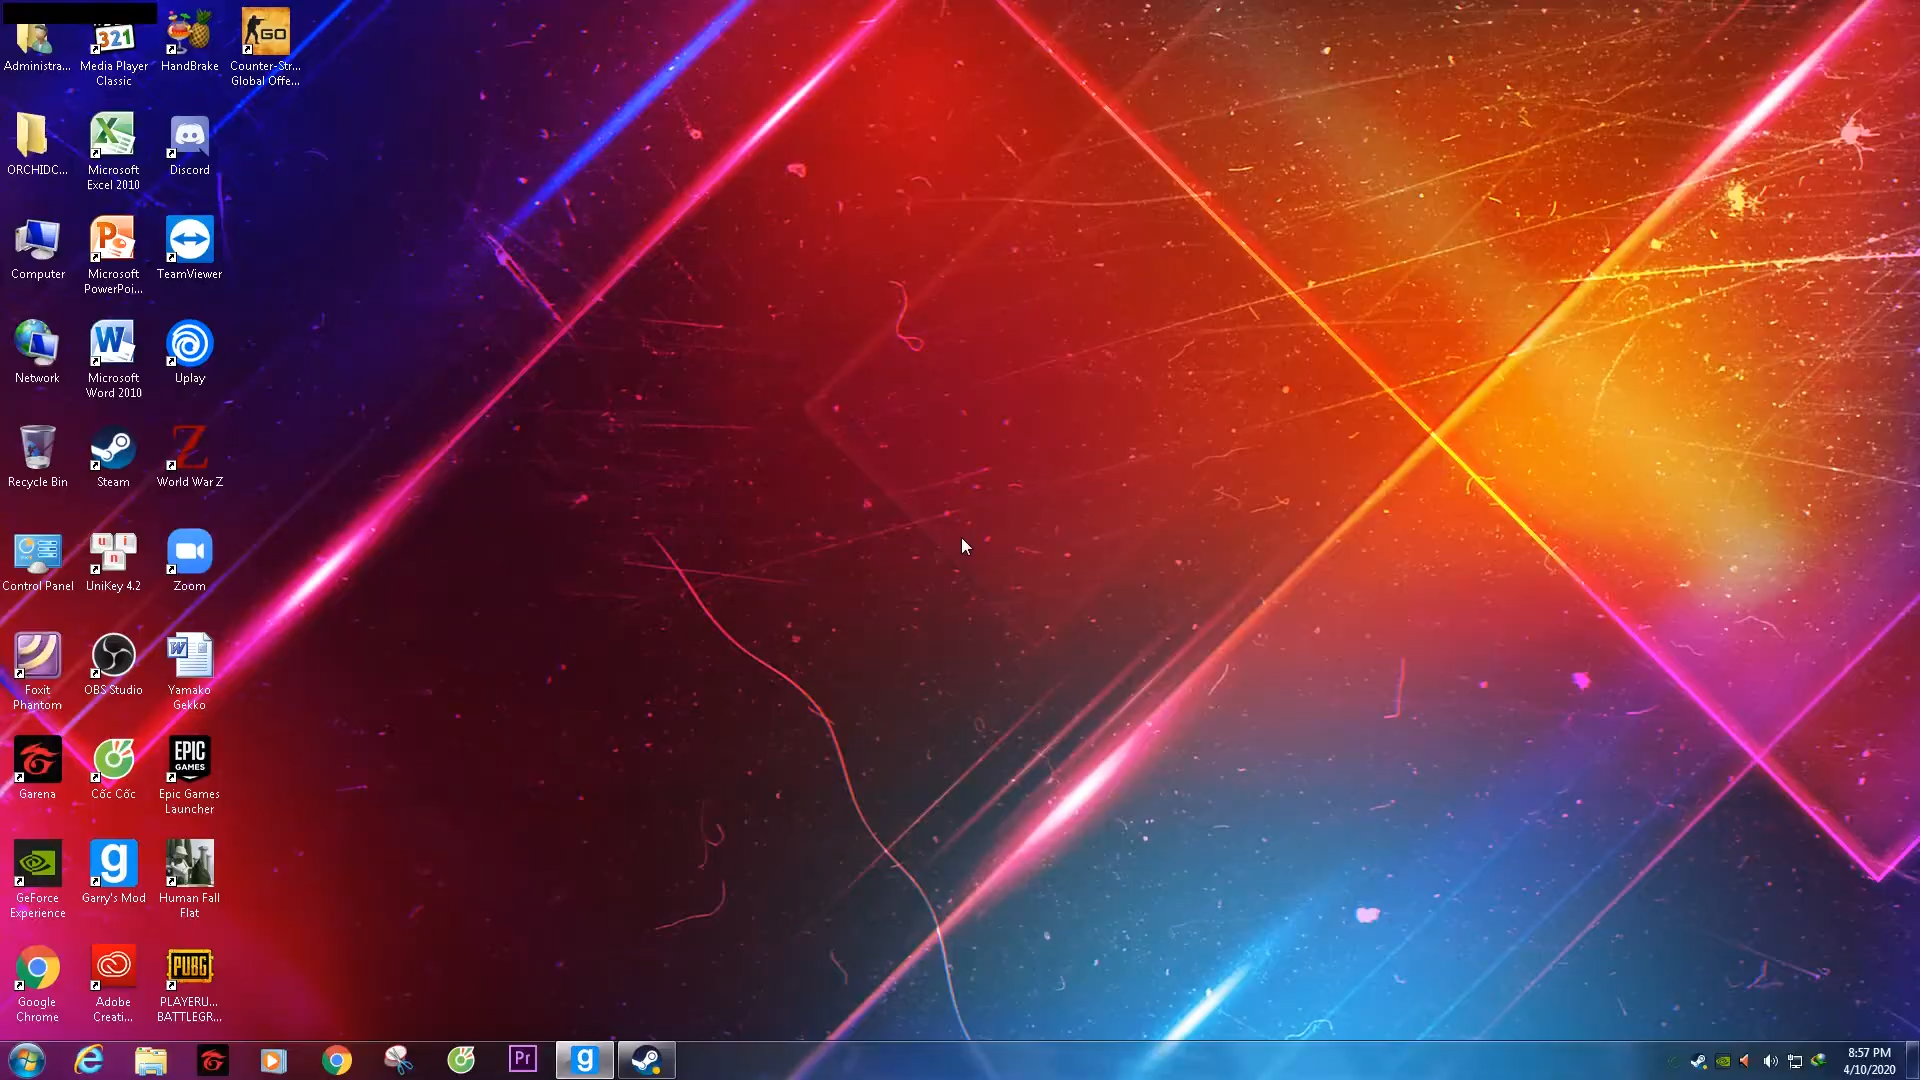 Administra...
Media Player
Classic
321
HandBrake
GO
Counter-Str...
Global Offe...
ORCHIDC...
Microsoft
Excel 2010
Discord
Computer
Microsoft
PowerPoi...
TeamViewer
Network
Microsoft
Word 2010
Uplay
Recycle Bin
Steam
World War Z
Control Panel
u i n
UniKey 4.2
Zoom
Foxit
Phantom
OBS Studio
Yamako
Gekko
Garena
Cốc Cốc
EPIC
GAMES
Epic Games
Launcher
GeForce
Experience
g
Garry's Mod
Human Fall
Flat
Google
Chrome
Adobe
Creati...
PUBG
PLAYERU...
BATTLEGR...
Pr
g
8:57 PM
4/10/2020